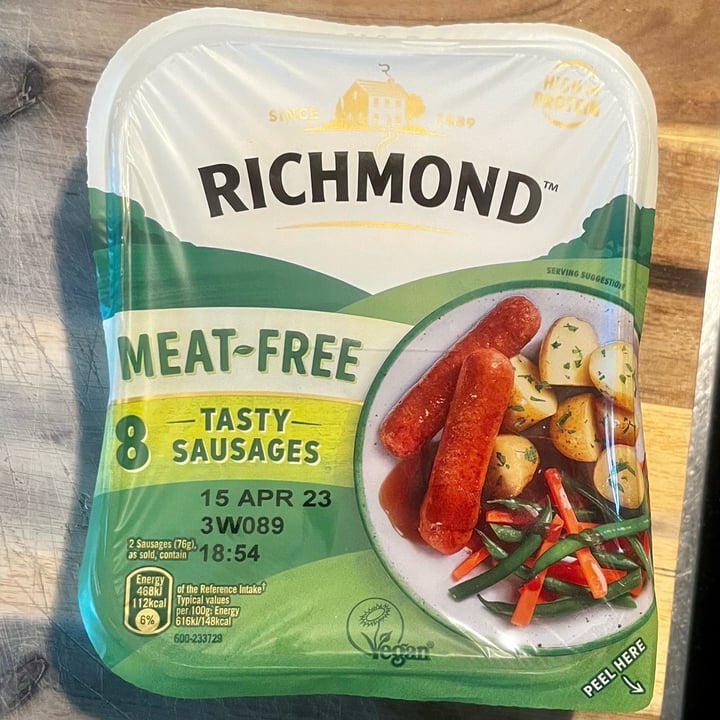 R
SINCE 1889
HIGH IN
PROTEIN
RICHMOND™
SERVING SUGGESTION
MEAT-FREE
8 TASTY
SAUSAGES
15 APR 23
3W089
18:54
2 Sausages (76g),
as sold, contain
Energy
468kJ
112kcal
6%
of the Reference Intake†
Typical values
per 100g: Energy
616kJ/148kcal
600-233729
Vegan
PEEL HERE